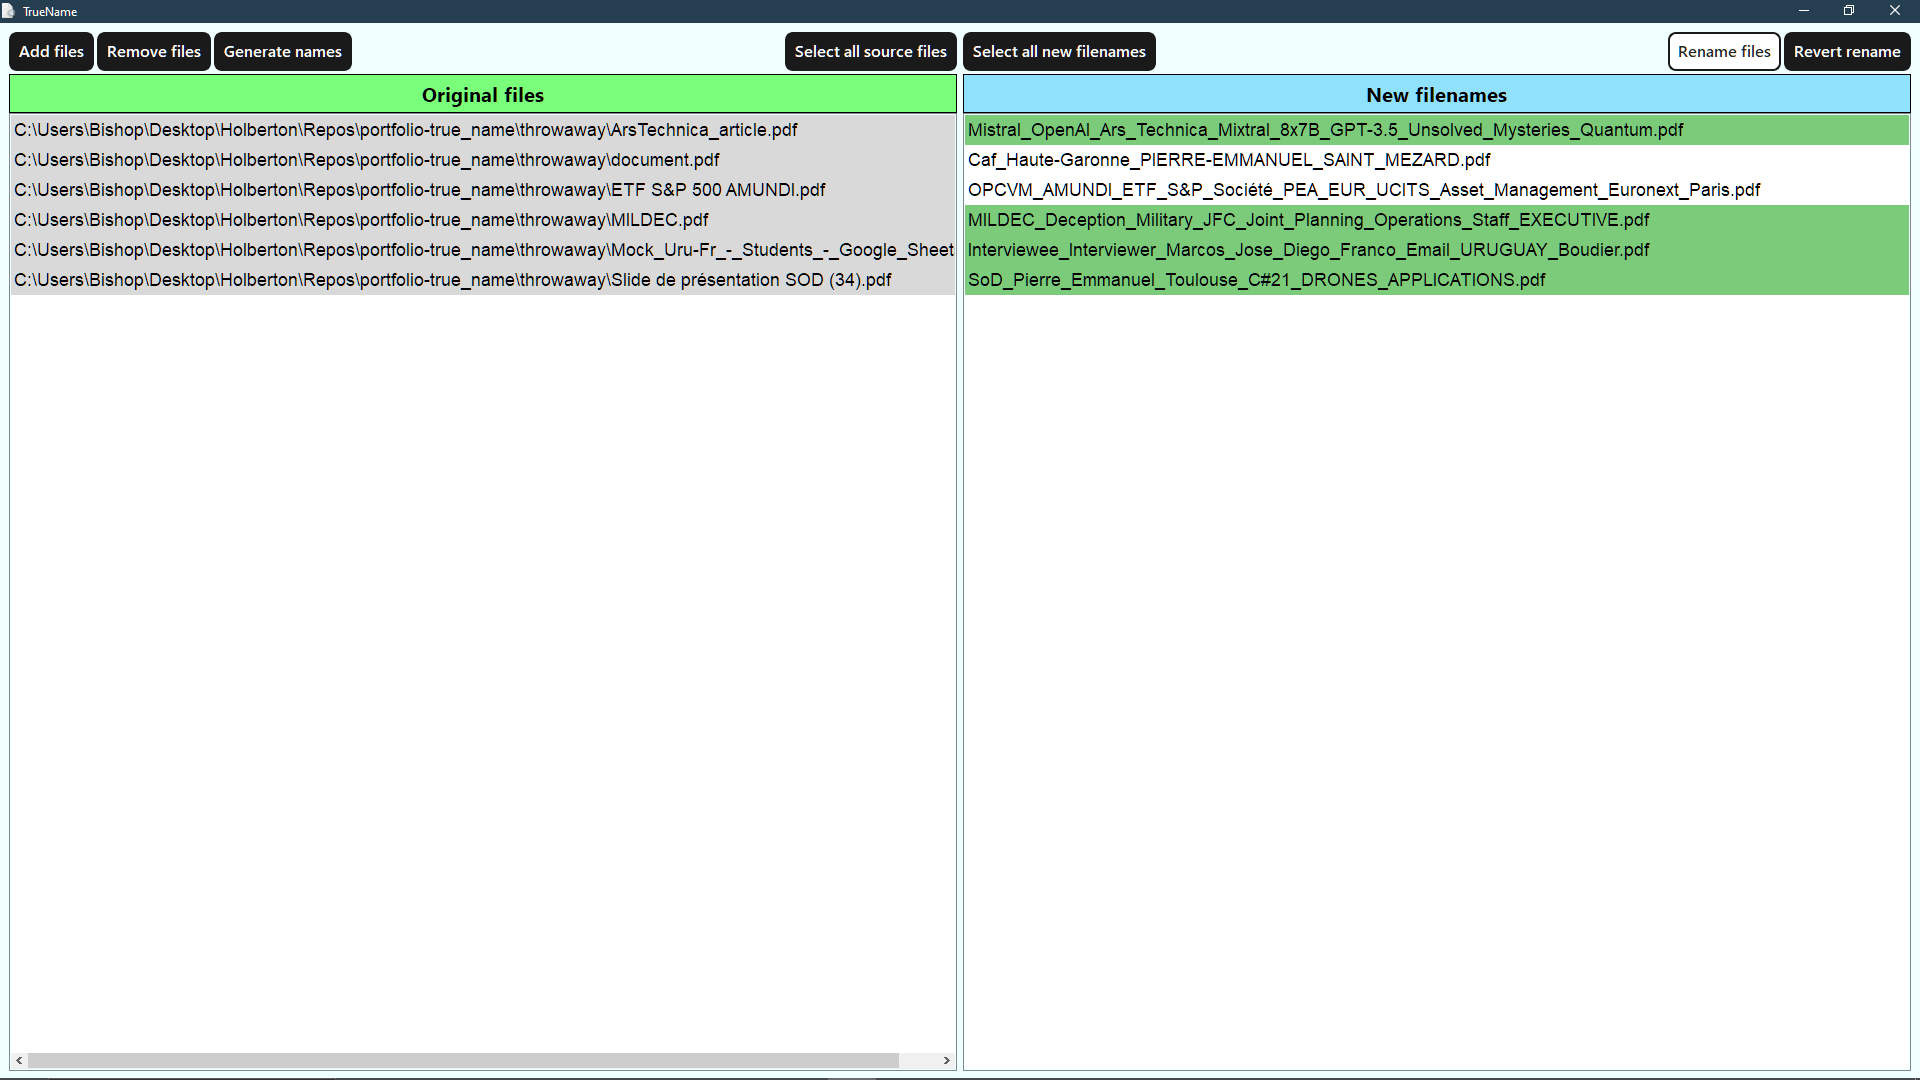 TrueName
Add files Remove files Generate names Select all source files Select all new filenames Rename files Revert rename
Original files
C:\Users\Bishop\Desktop\Holberton\Repos\portfolio-true_name\throwaway\ArsTechnica_article.pdf
C:\Users\Bishop\Desktop\Holberton\Repos\portfolio-true_name\throwaway\document.pdf
C:\Users\Bishop\Desktop\Holberton\Repos\portfolio-true_name\throwaway\ETF S&P 500 AMUNDI.pdf
C:\Users\Bishop\Desktop\Holberton\Repos\portfolio-true_name\throwaway\MILDEC.pdf
C:\Users\Bishop\Desktop\Holberton\Repos\portfolio-true_name\throwaway\Mock_Uru-Fr_-_Students_-_Google_Sheet
C:\Users\Bishop\Desktop\Holberton\Repos\portfolio-true_name\throwaway\Slide de présentation SOD (34).pdf
New filenames
Mistral_OpenAI_Ars_Technica_Mixtral_8x7B_GPT-3.5_Unsolved_Mysteries_Quantum.pdf
Caf_Haute-Garonne_PIERRE-EMMANUEL_SAINT_MEZARD.pdf
OPCVM_AMUNDI_ETF_S&P_Société_PEA_EUR_UCITS_Asset_Management_Euronext_Paris.pdf
MILDEC_Deception_Military_JFC_Joint_Planning_Operations_Staff_EXECUTIVE.pdf
Interviewee_Interviewer_Marcos_Jose_Diego_Franco_Email_URUGUAY_Boudier.pdf
SoD_Pierre_Emmanuel_Toulouse_C#21_DRONES_APPLICATIONS.pdf